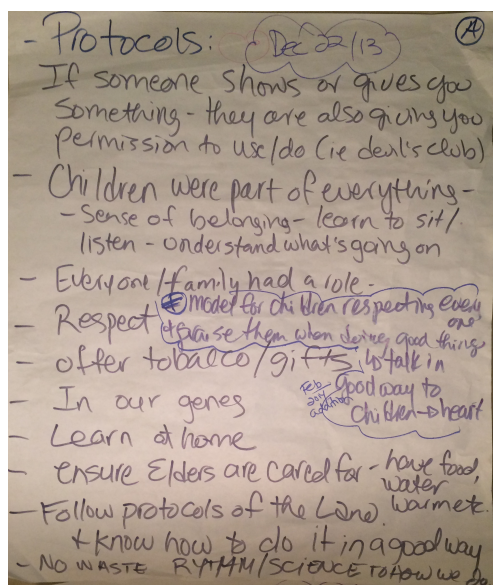 - Protocols: Dec 22/13 A
If someone shows or gives you
something - they are also giving you
permission to use/do (ie devil's club)
- Children were part of everything -
- Sense of belonging - learn to sit/
listen - understand what's going on
- Everyone/family had a role -
- Respect
* model for children respecting every
one
+ praise them when doing good things
- offer tobacco/gifts
↳ talk in
good way to
children → heart
Feb
addition
- In our genes
- Learn at home
- ensure Elders are cared for - have food,
water
warm etc.
- Follow protocols of the Land
+ know how to do it in a good way
- NO WASTE RYTHM/SCIENCE TO HOW WE